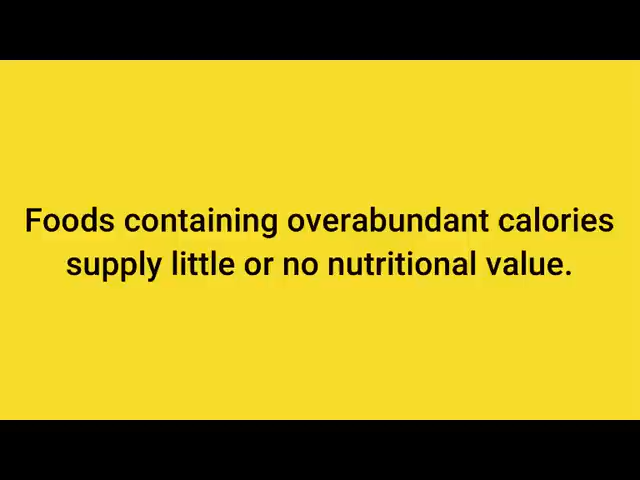 Foods containing overabundant calories
supply little or no nutritional value.